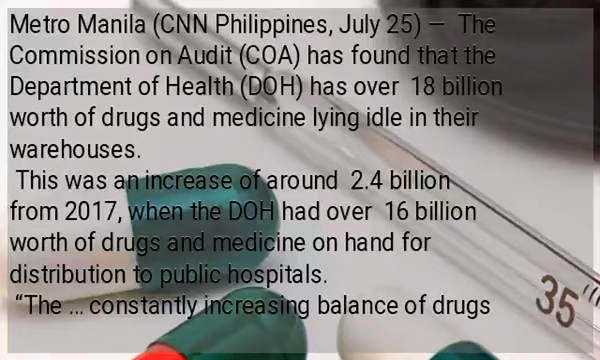 Metro Manila (CNN Philippines, July 25) — The
Commission on Audit (COA) has found that the
Department of Health (DOH) has over 18 billion
worth of drugs and medicine lying idle in their
warehouses.
This was an increase of around 2.4 billion
from 2017, when the DOH had over 16 billion
worth of drugs and medicine on hand for
distribution to public hospitals.
“The ... constantly increasing balance of drugs
35